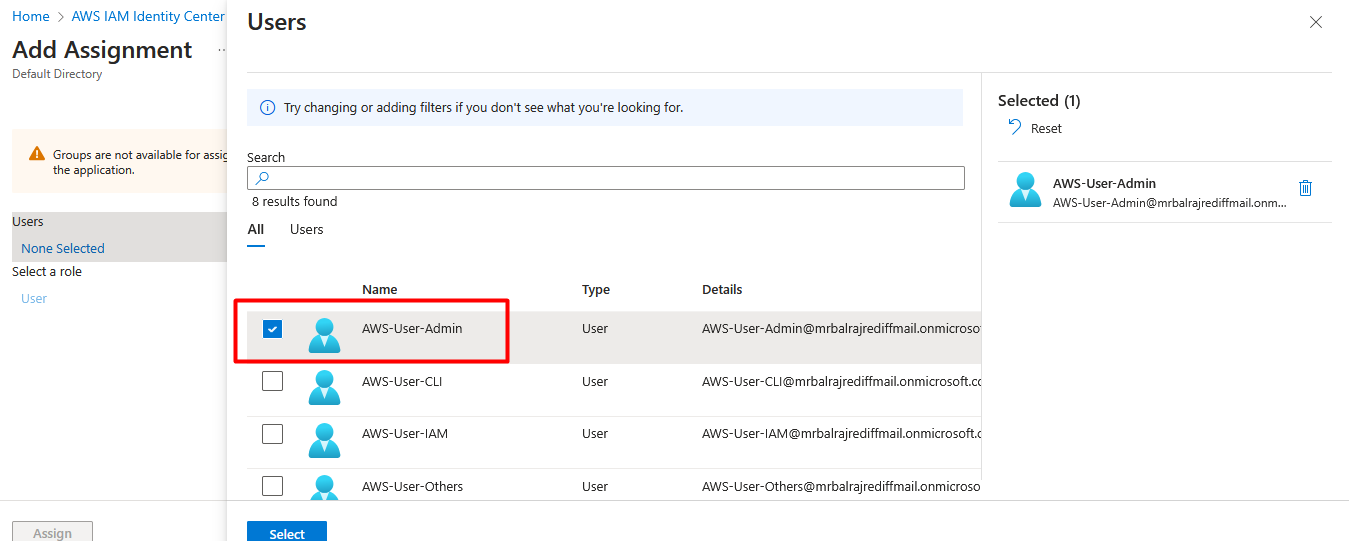 Home > AWS IAM Identity Center
Add Assignment ...
Default Directory
Groups are not available for assig
the application.
Users
None Selected
Select a role
User
Assign
Users
Try changing or adding filters if you don't see what you're looking for.
Search
8 results found
All Users
Name Type Details
AWS-User-Admin User AWS-User-Admin@mrbalrajrediffmail.onmicrosof
AWS-User-CLI User AWS-User-CLI@mrbalrajrediffmail.onmicrosoft.co
AWS-User-IAM User AWS-User-IAM@mrbalrajrediffmail.onmicrosoft.c
AWS-User-Others User AWS-User-Others@mrbalrajrediffmail.onmicroso
Select
Selected (1)
Reset
AWS-User-Admin
AWS-User-Admin@mrbalrajrediffmail.onm...